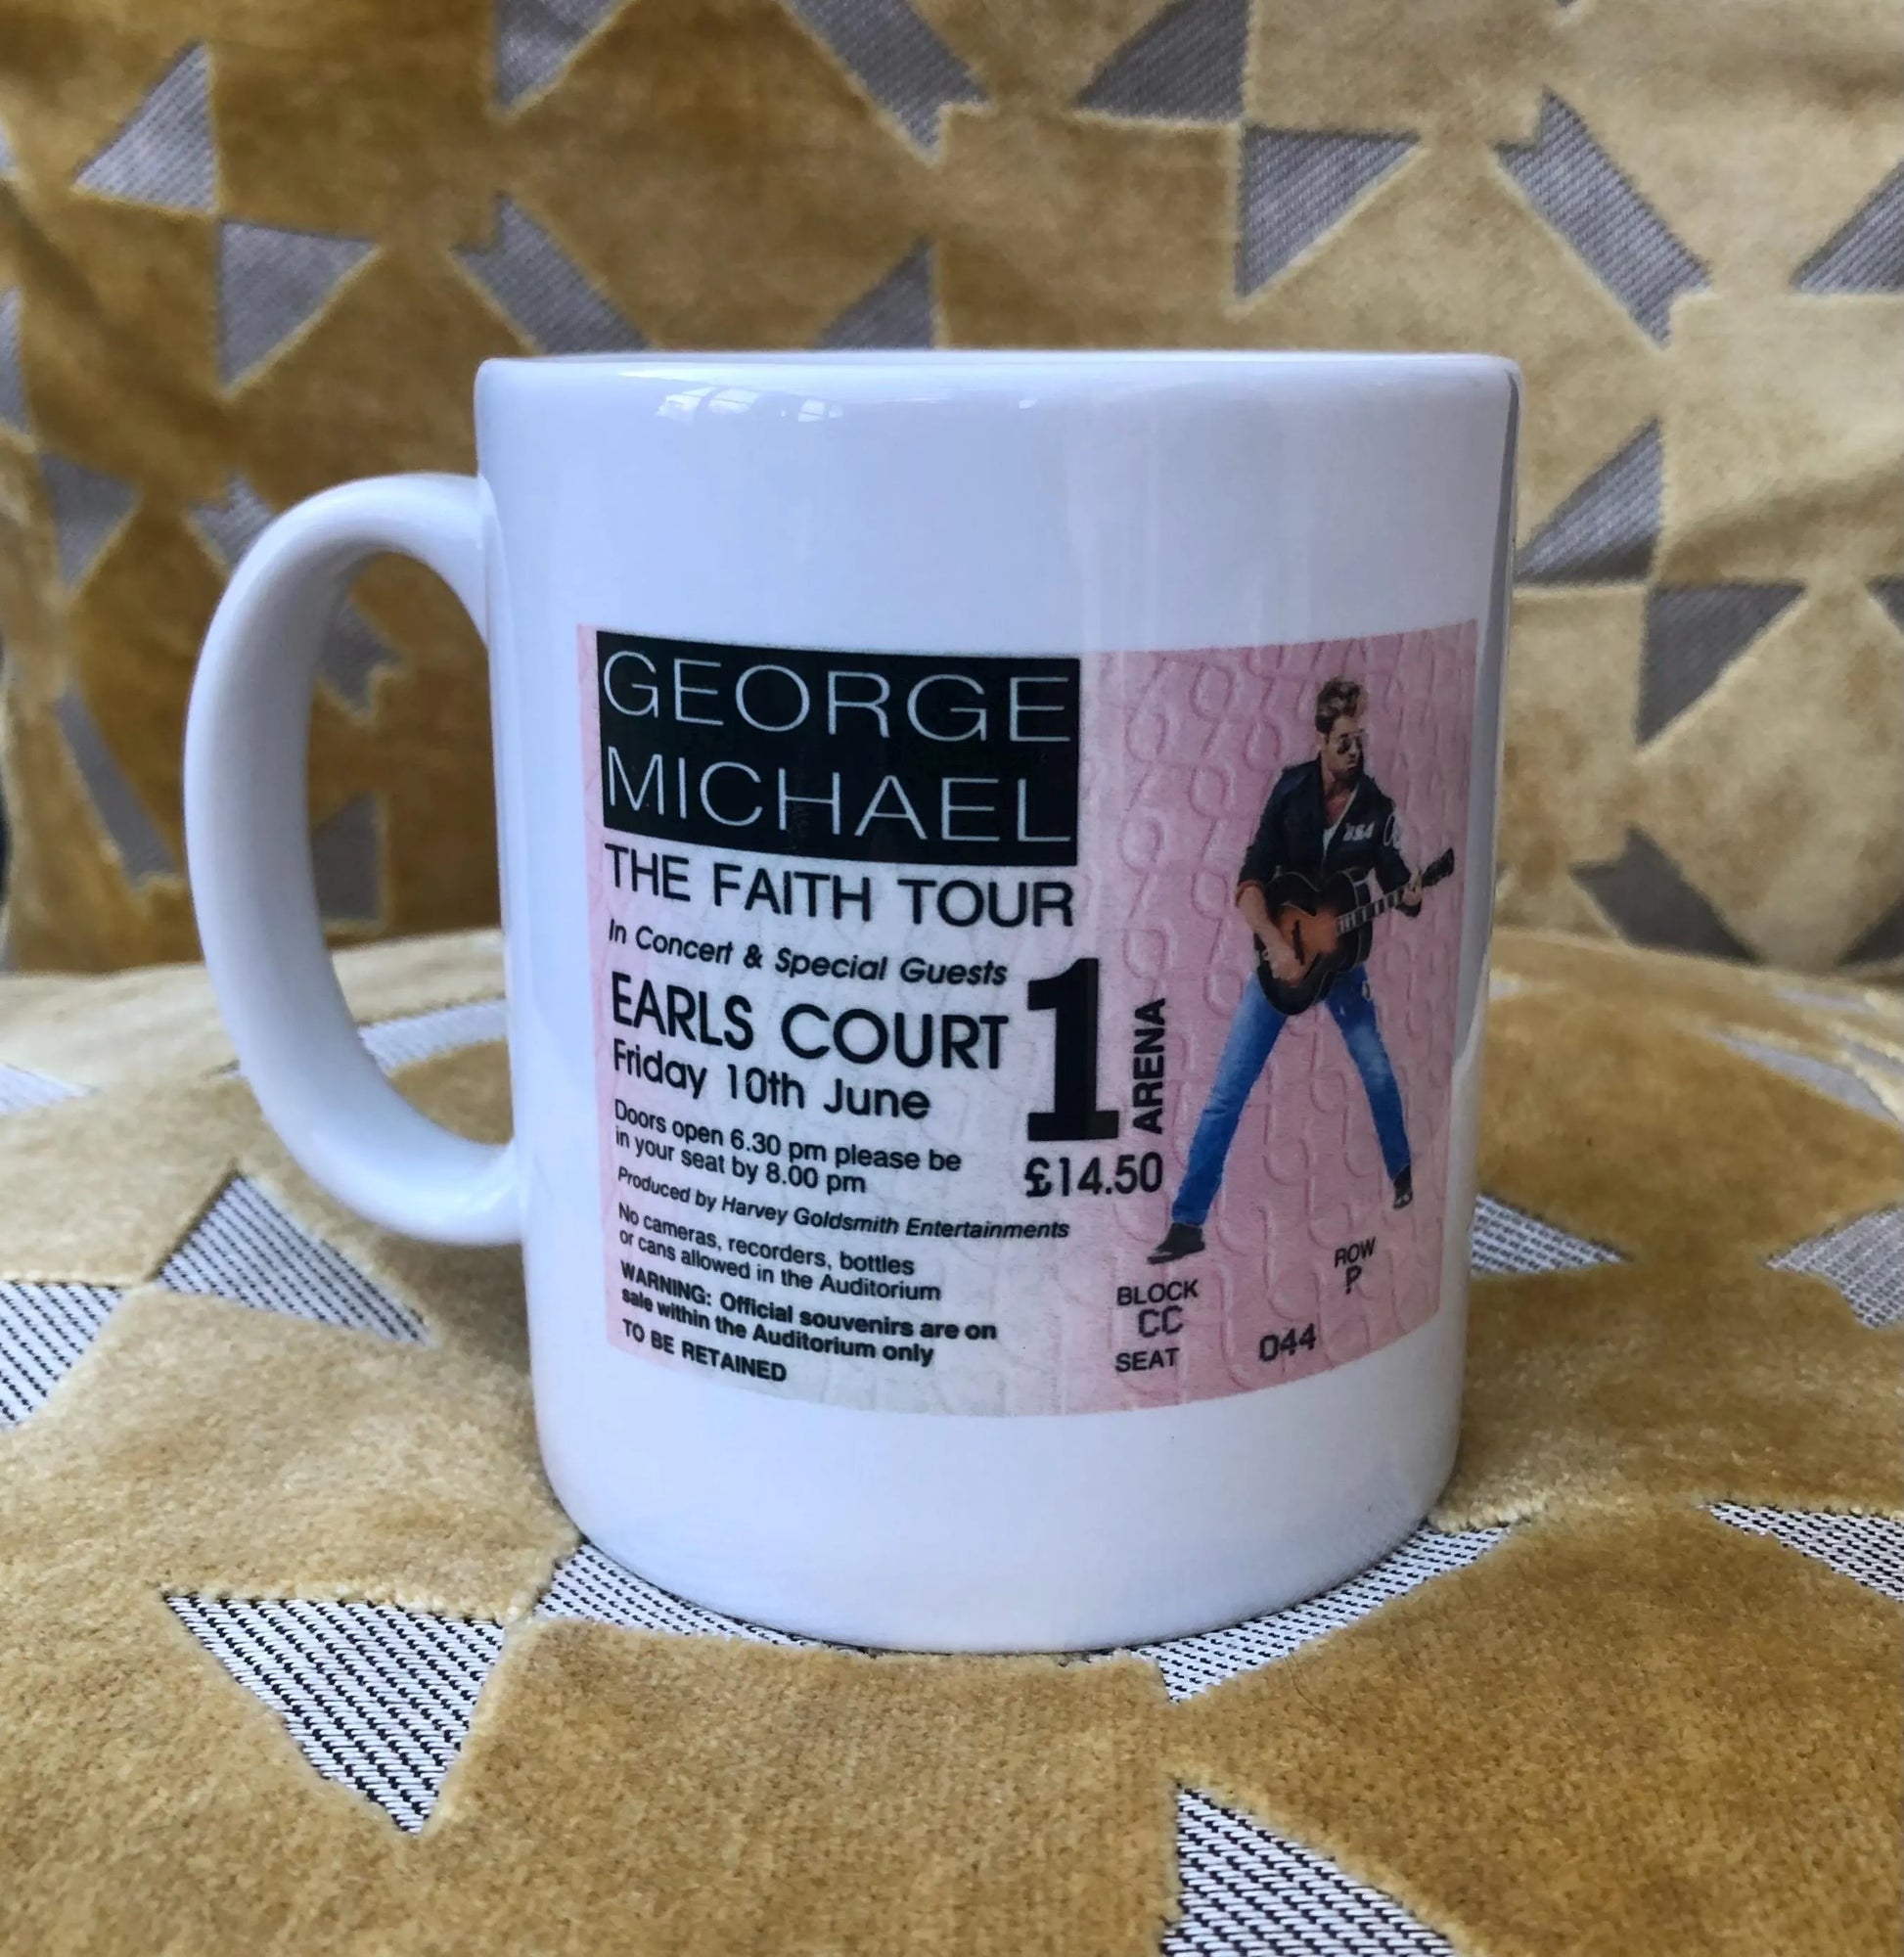 GEORGE
MICHAEL
THE FAITH TOUR
In Concert & Special Guests
EARLS COURT
Friday 10th June
1
ARENA
£14.50
Doors open 6.30 pm please be
in your seat by 8.00 pm
Produced by Harvey Goldsmith Entertainments
No cameras, recorders, bottles
or cans allowed in the Auditorium
WARNING: Official souvenirs are on
sale within the Auditorium only
TO BE RETAINED
USA
BLOCK
CC
ROW
P
SEAT
044